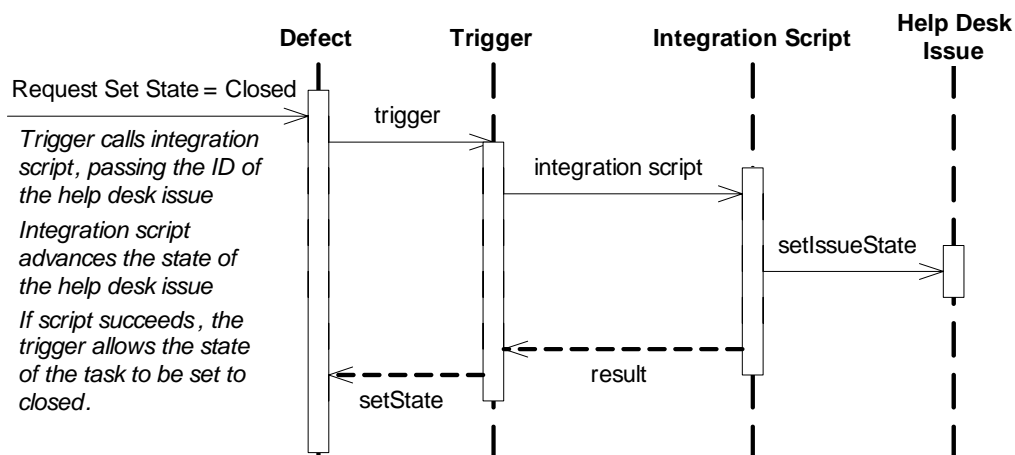 Defect
Trigger
Integration Script
Help Desk
Issue
Request Set State = Closed
trigger
Trigger calls integration
script, passing the ID of
the help desk issue
integration script
Integration script
advances the state of
the help desk issue
setIssueState
If script succeeds, the
trigger allows the state
of the task to be set to
closed.
result
setState